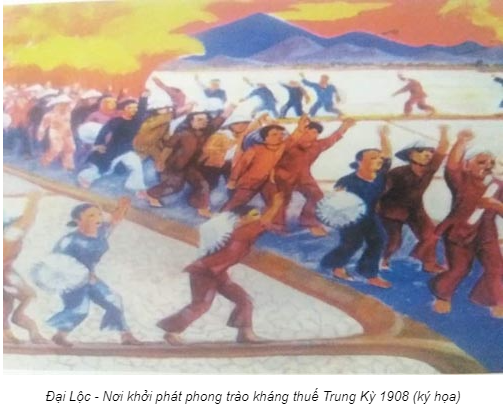 Đại Lộc - Nơi khởi phát phong trào kháng thuế Trung Kỳ 1908 (ký họa)